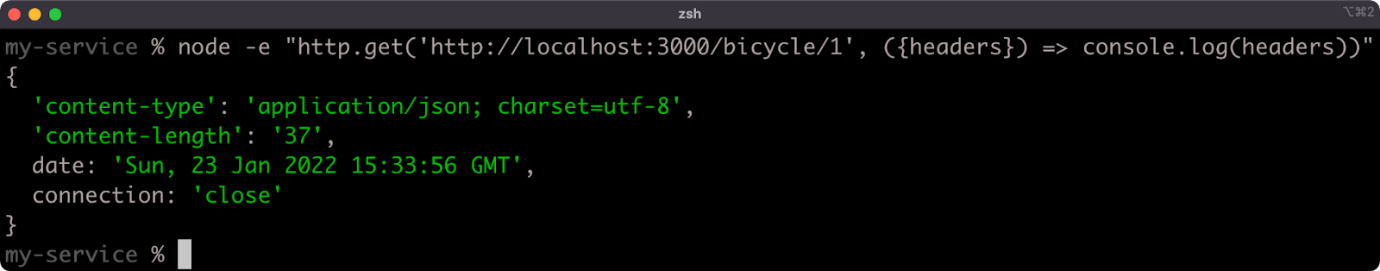 zsh
⌥⌘2
my-service % node -e "http.get('http://localhost:3000/bicycle/1', ({headers}) => console.log(headers))"
{
  'content-type': 'application/json; charset=utf-8',
  'content-length': '37',
  date: 'Sun, 23 Jan 2022 15:33:56 GMT',
  connection: 'close'
}
my-service %